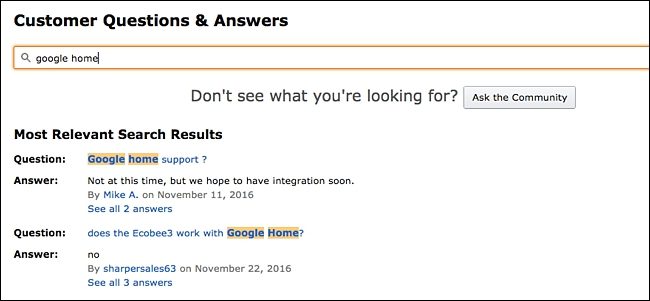 Customer Questions & Answers
google home
Don't see what you're looking for? Ask the Community
Most Relevant Search Results
Question: Google home support ?
Answer: Not at this time, but we hope to have integration soon.
By Mike A. on November 11, 2016
See all 2 answers
Question: does the Ecobee3 work with Google Home?
Answer: no
By sharpersales63 on November 22, 2016
See all 3 answers